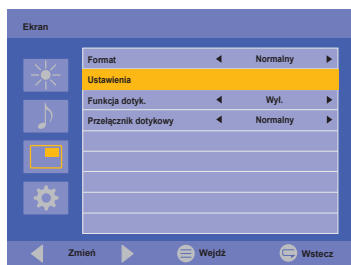 Ekran
Format Normalny
Ustawienia
Funkcja dotyk. Wył.
Przełącznik dotykowy Normalny
Zmień Wejdź Wstecz